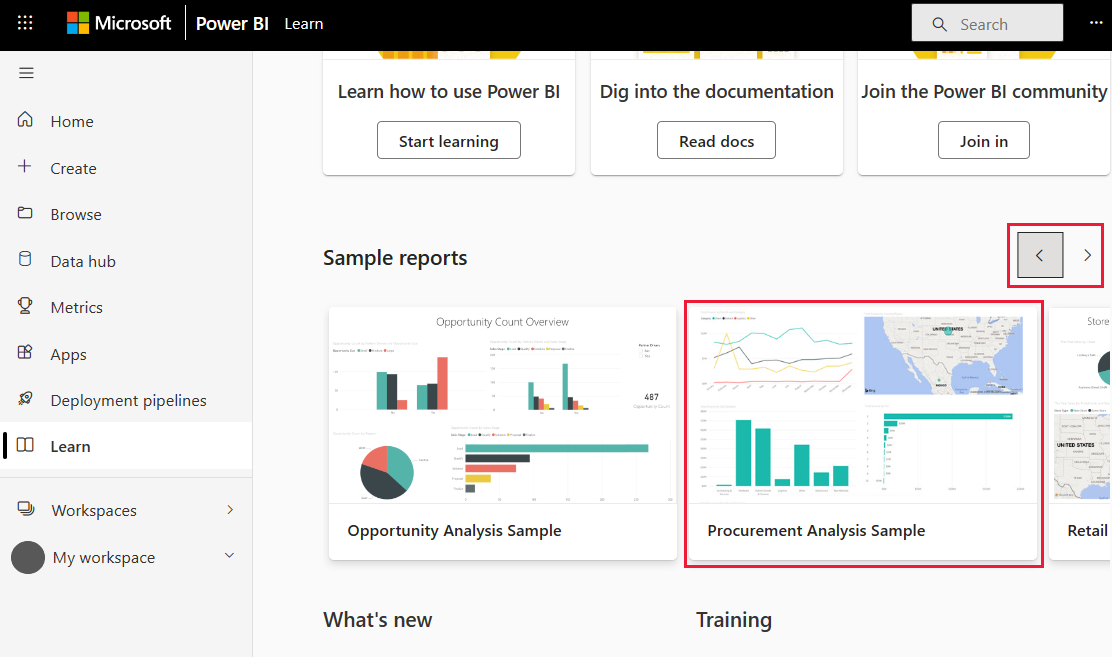 Microsoft Power BI Learn
Search
Home
Create
Browse
Data hub
Metrics
Apps
Deployment pipelines
Learn
Workspaces
My workspace
Learn how to use Power BI
Start learning
Dig into the documentation
Read docs
Join the Power BI community
Join in
Sample reports
Opportunity Count Overview
487
Opportunity Count
Opportunity Analysis Sample
UNITED STATES
MEXICO
Procurement Analysis Sample
Store
UNITED STATES
Retail
What's new
Training